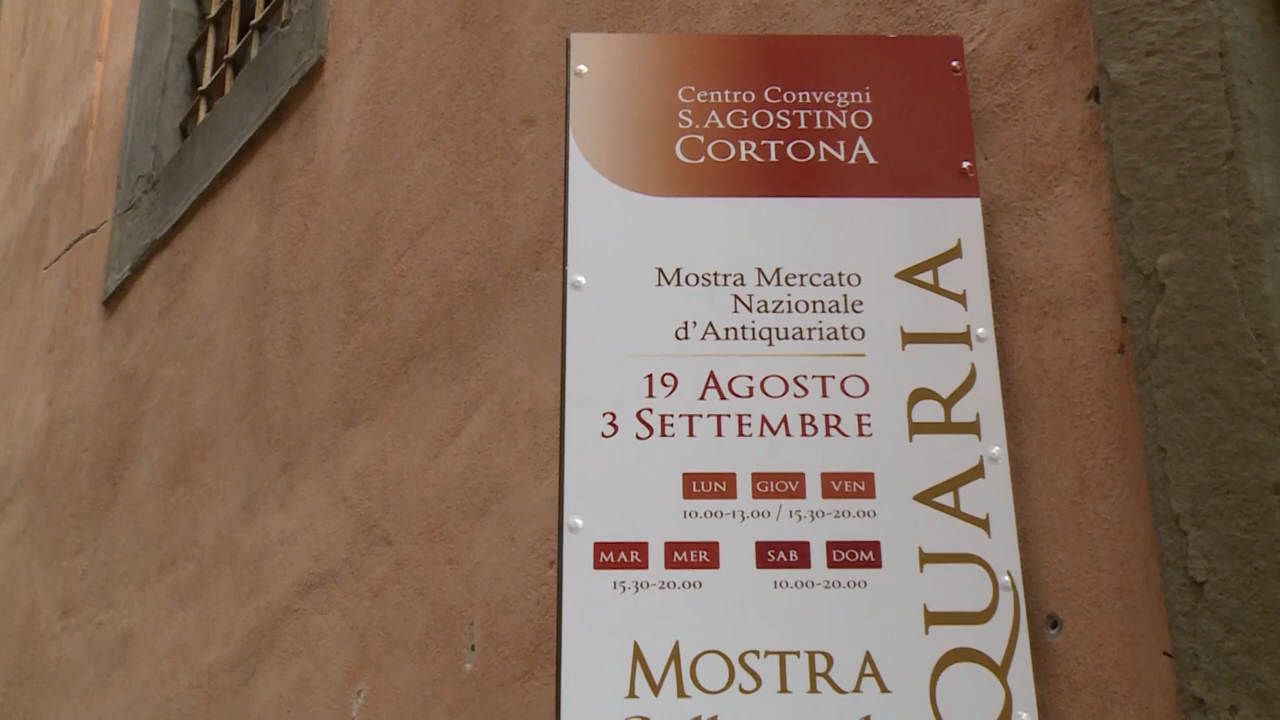 Centro Convegni
S.AGOSTINO
CORTONA
Mostra Mercato
Nazionale
d'Antiquariato
19 AGOSTO
3 SETTEMBRE
LUN GIOV VEN
10.00-13.00 / 15.30-20.00
MAR MER SAB DOM
15.30-20.00 10.00-20.00
MOSTRA
QUARIA